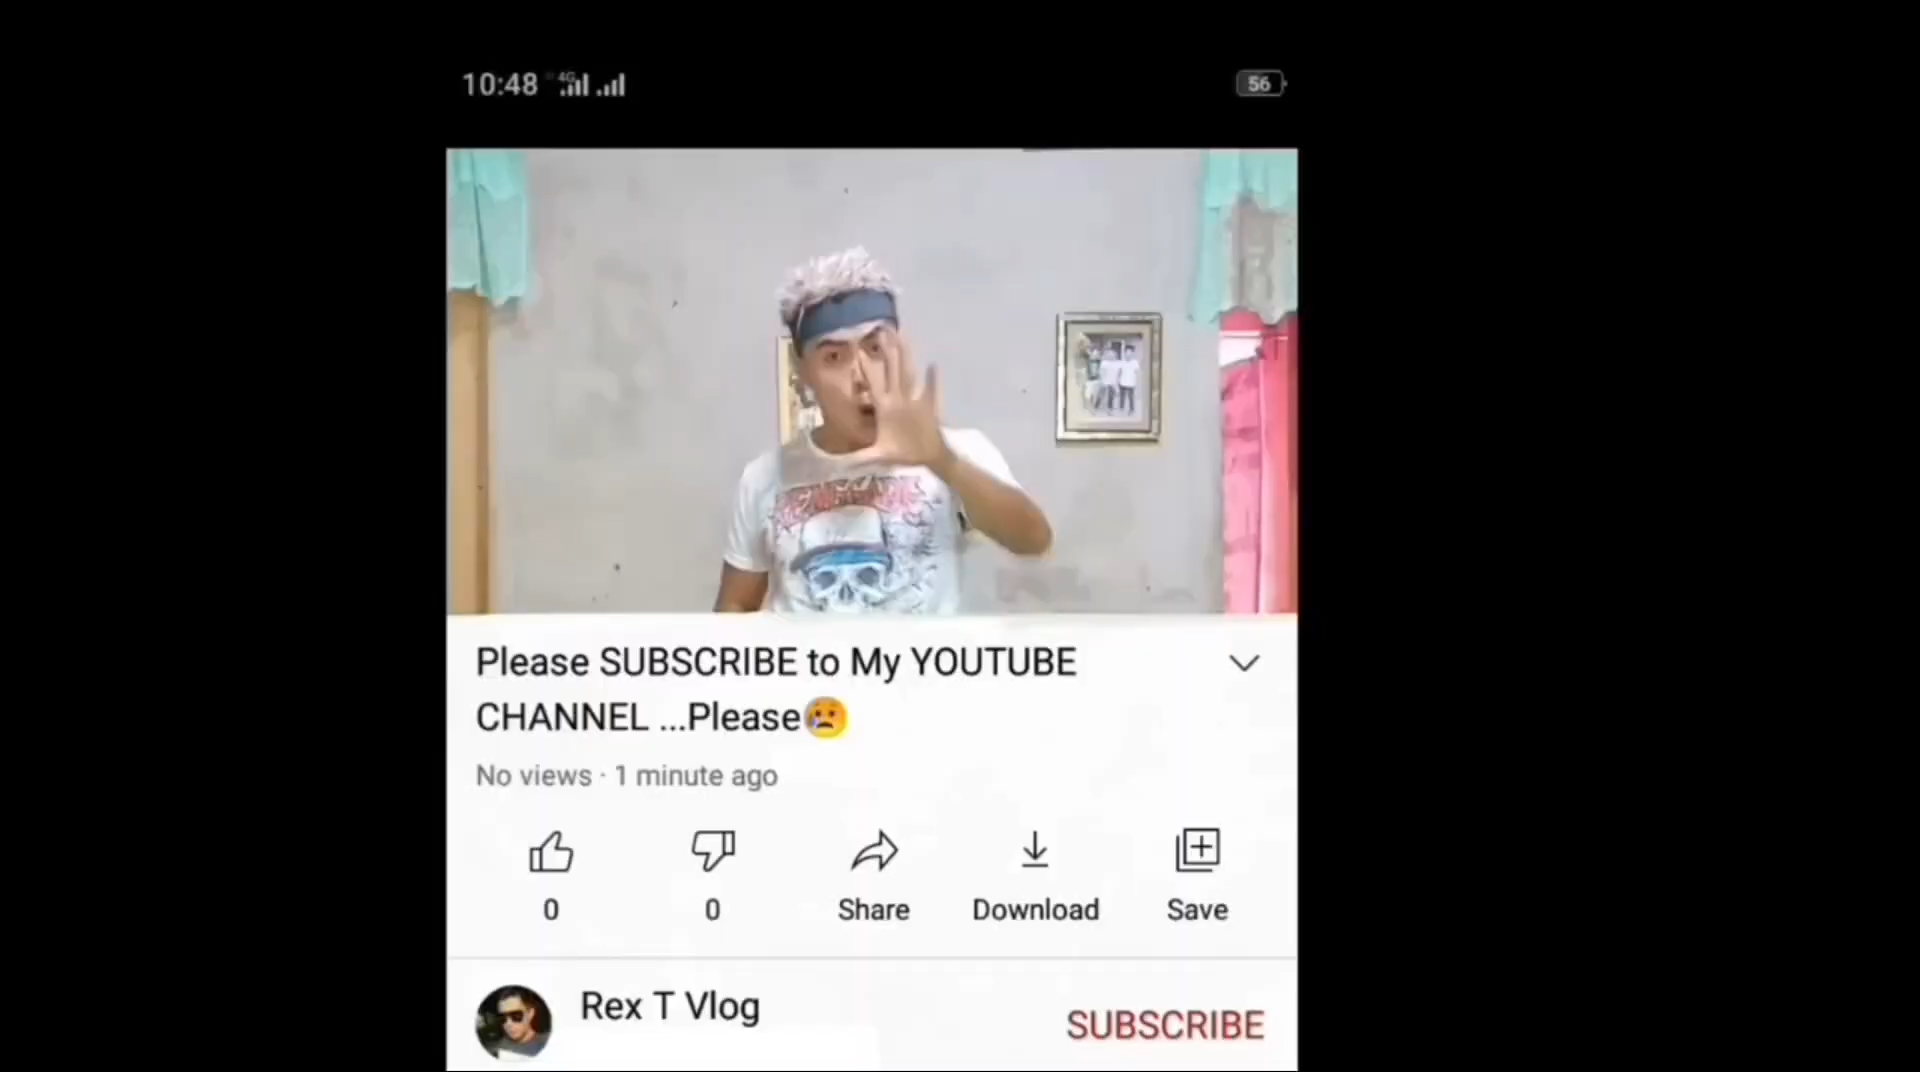 10:48 4G 56
Please SUBSCRIBE to My YOUTUBE
CHANNEL ...Please😢
No views · 1 minute ago
0 0 Share Download Save
Rex T Vlog
SUBSCRIBE